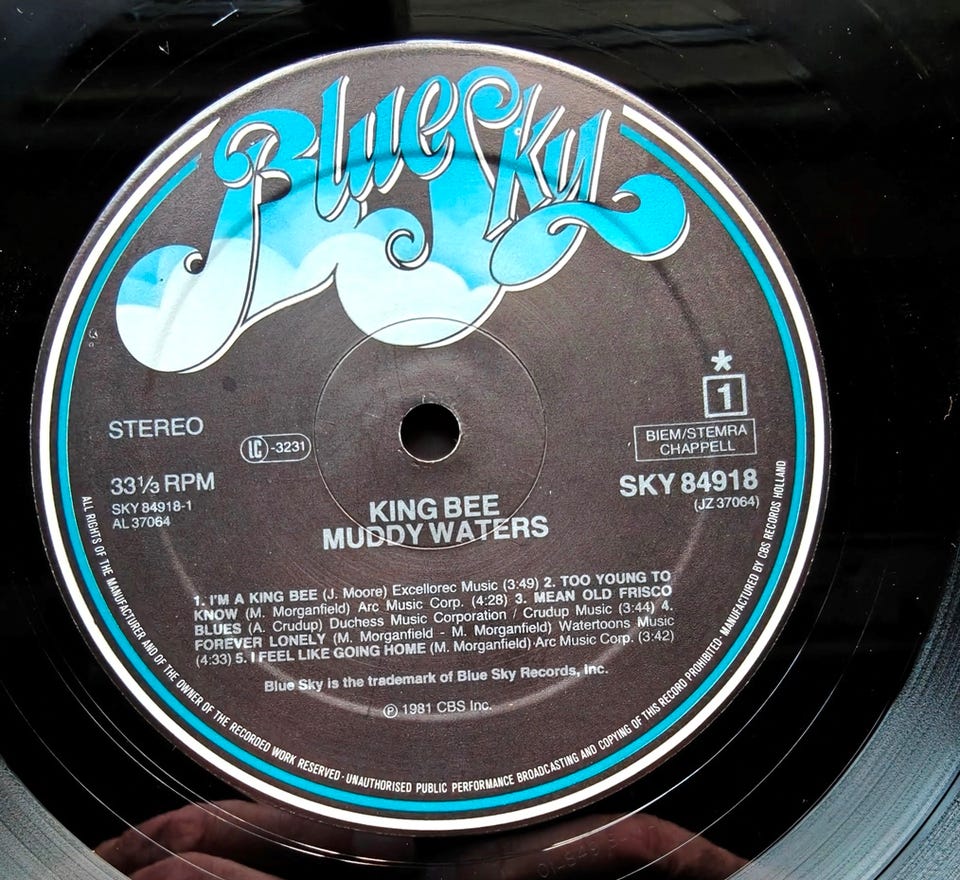 Blue Sky
STEREO
LC-3231
*
1
BIEM/STEMRA
CHAPPELL
33⅓ RPM
SKY 84918-1
AL 37064
SKY 84918
(JZ 37064)
KING BEE
MUDDY WATERS
1. I'M A KING BEE (J. Moore) Excellorec Music (3:49) 2. TOO YOUNG TO
KNOW (M. Morganfield) Arc Music Corp. (4:28) 3. MEAN OLD FRISCO
BLUES (A. Crudup) Duchess Music Corporation / Crudup Music (3:44) 4.
FOREVER LONELY (M. Morganfield - M. Morganfield) Watertoons Music
(4:33) 5. I FEEL LIKE GOING HOME (M. Morganfield) Arc Music Corp. (3:42)
Blue Sky is the trademark of Blue Sky Records, Inc.
℗ 1981 CBS Inc.
ALL RIGHTS OF THE MANUFACTURER AND OF THE OWNER OF THE RECORDED WORK RESERVED · UNAUTHORISED PUBLIC PERFORMANCE BROADCASTING AND COPYING OF THIS RECORD PROHIBITED · MANUFACTURED BY CBS RECORDS HOLLAND